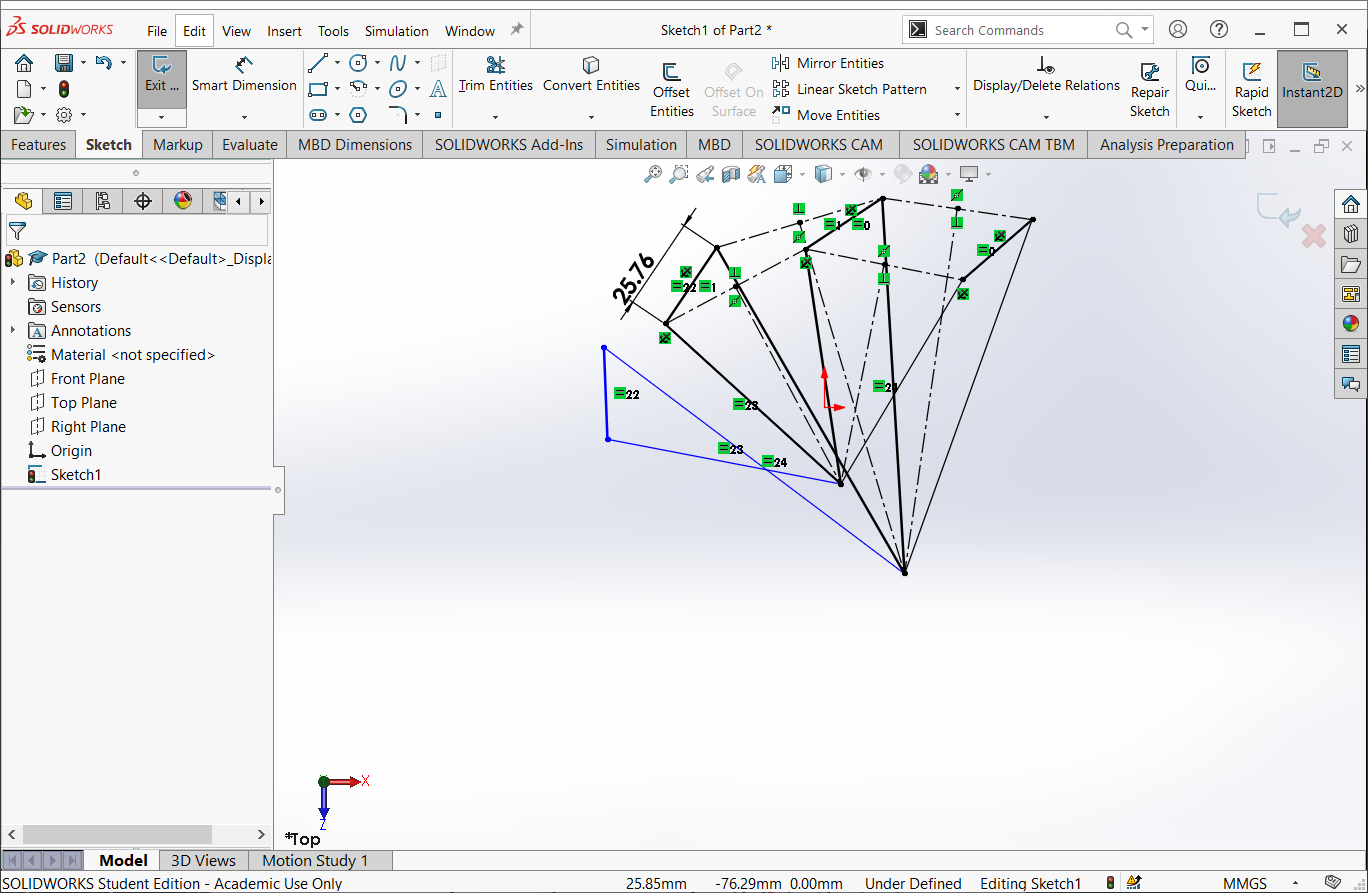 SOLIDWORKS File Edit View Insert Tools Simulation Window Sketch1 of Part2 * Search Commands
Exit ... Smart Dimension Trim Entities Convert Entities Offset Entities Offset On Surface Mirror Entities Linear Sketch Pattern Move Entities Display/Delete Relations Repair Sketch Qui... Rapid Sketch Instant2D
Features Sketch Markup Evaluate MBD Dimensions SOLIDWORKS Add-Ins Simulation MBD SOLIDWORKS CAM SOLIDWORKS CAM TBM Analysis Preparation
Part2 (Default<<Default>_Displa
History
Sensors
Annotations
Material <not specified>
Front Plane
Top Plane
Right Plane
Origin
Sketch1
25.76
1
0
0
22
1
22
23
21
23
24
X
Z
*Top
Model 3D Views Motion Study 1
SOLIDWORKS Student Edition - Academic Use Only 25.85mm -76.29mm 0.00mm Under Defined Editing Sketch1 MMGS